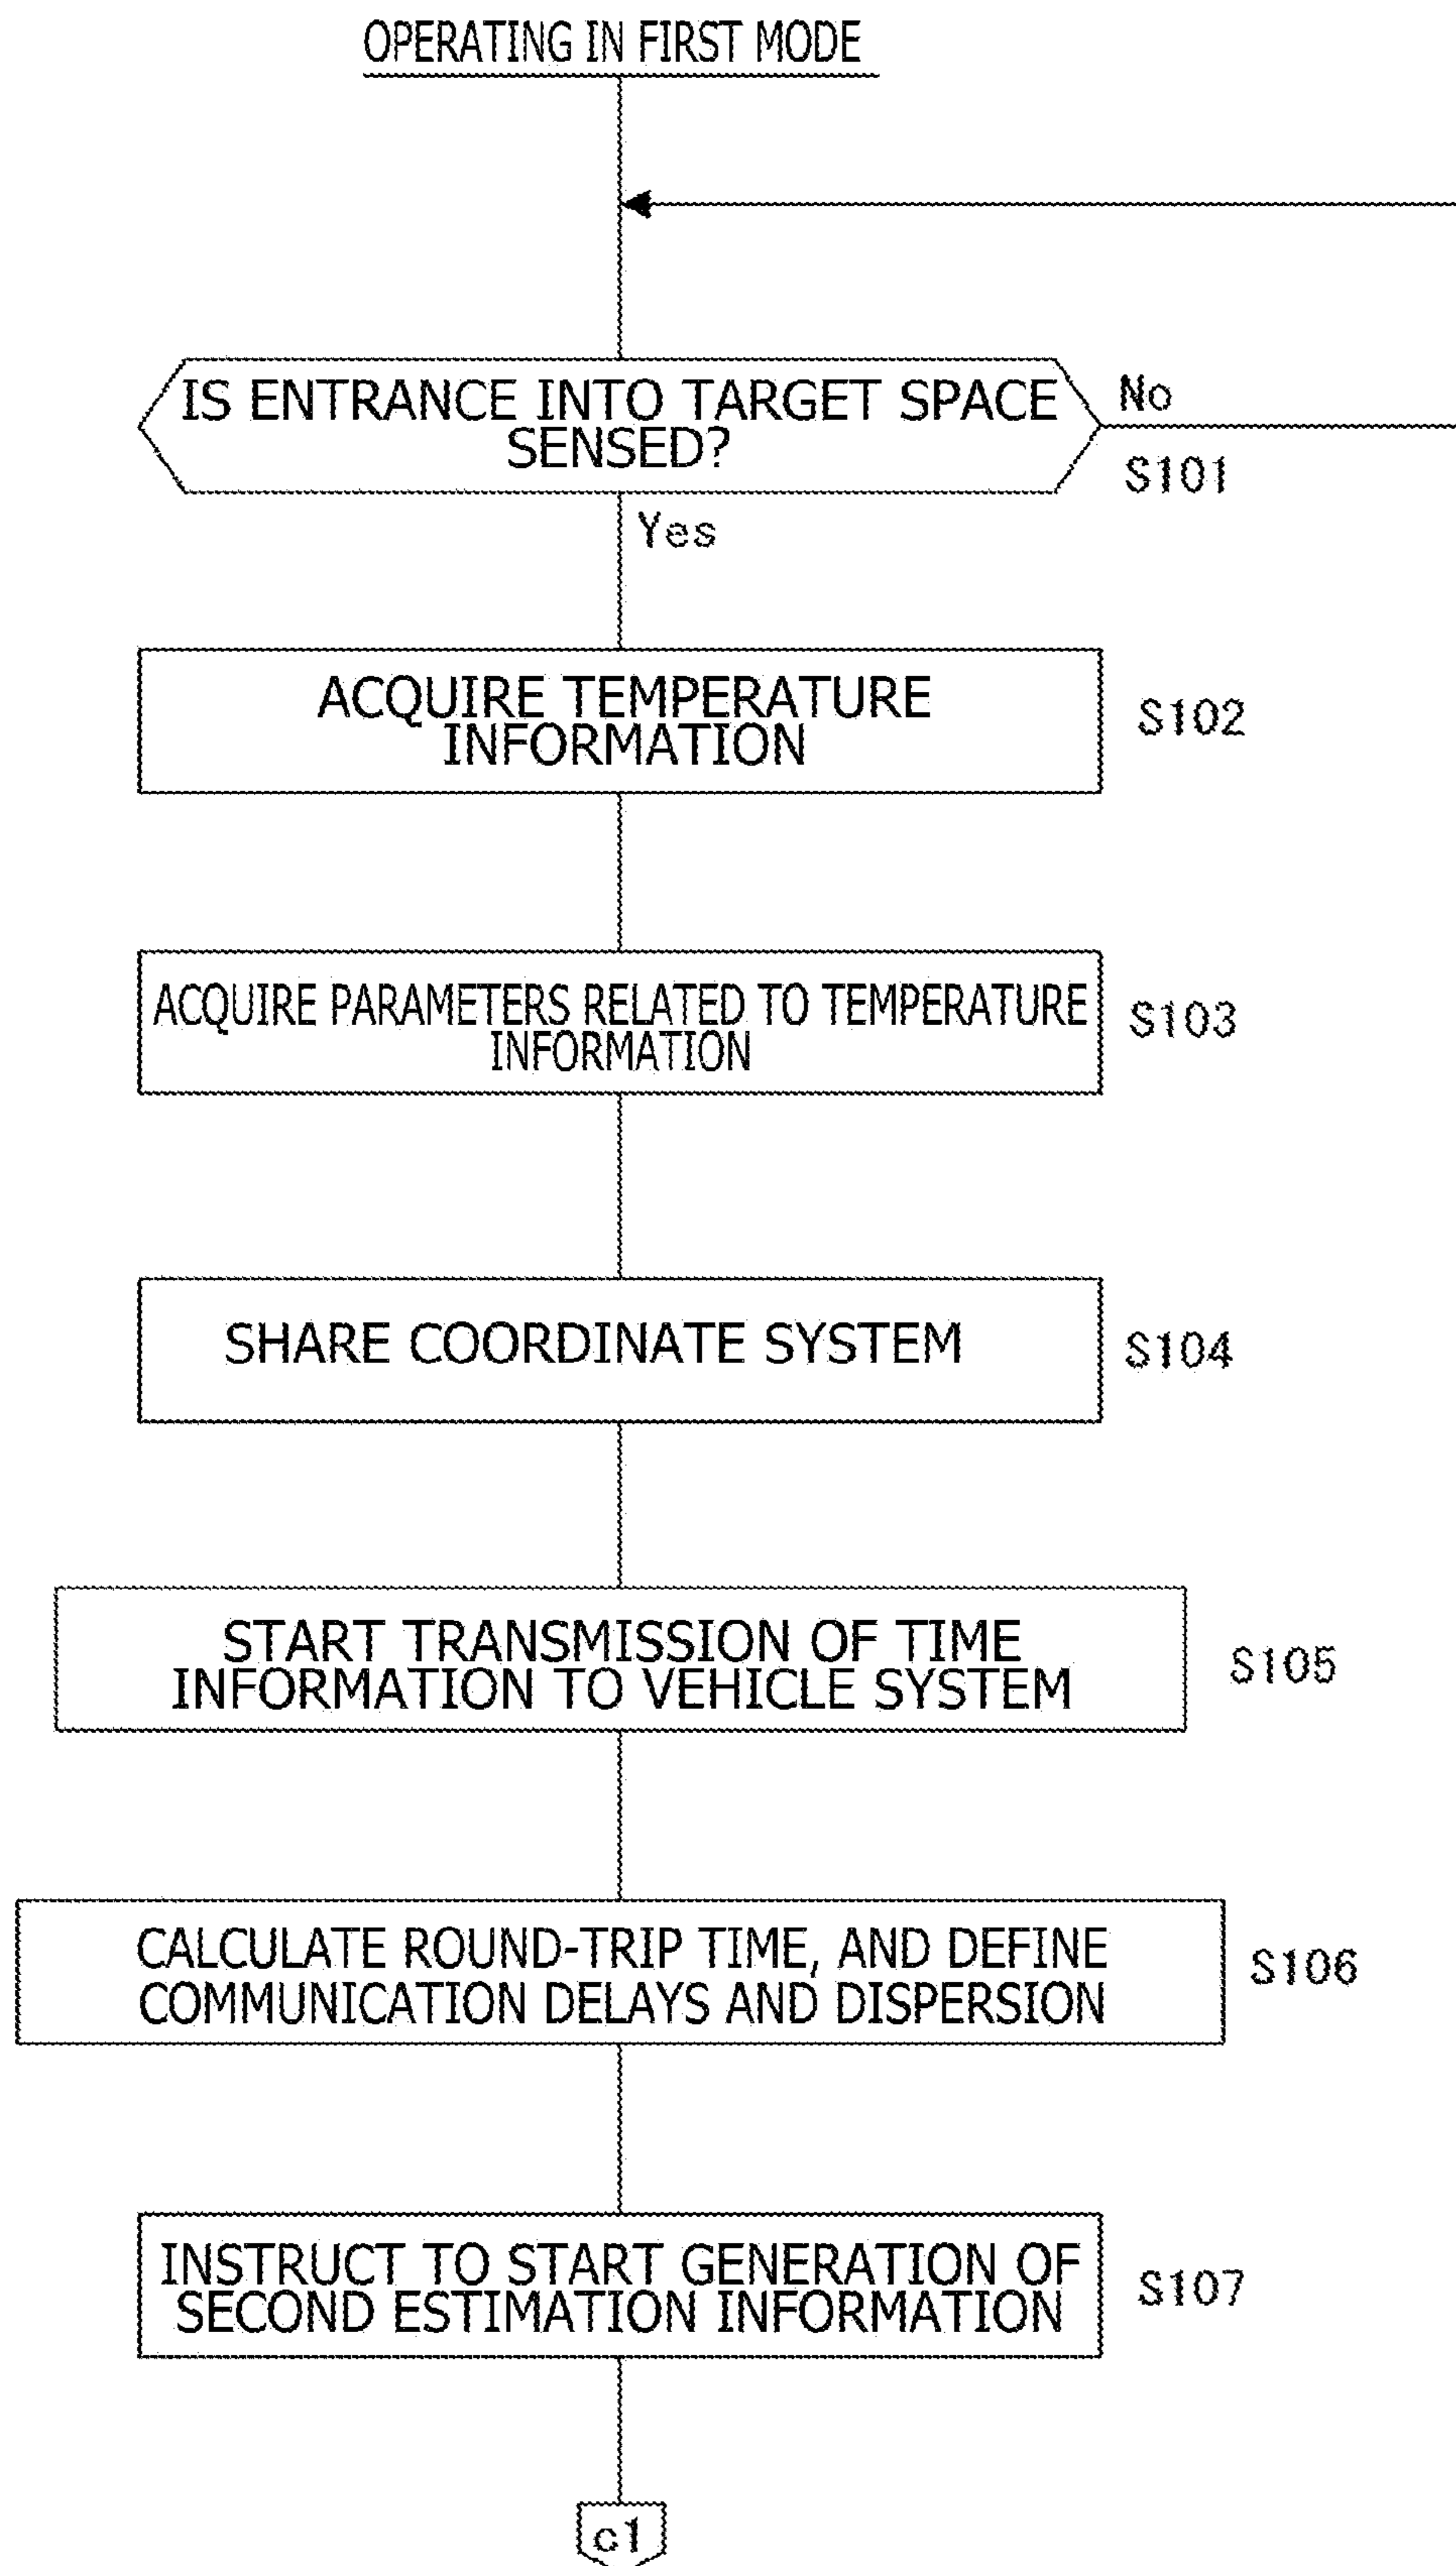 OPERATING IN FIRST MODE
IS ENTRANCE INTO TARGET SPACE
SENSED?
No
S101
Yes
ACQUIRE TEMPERATURE
INFORMATION
S102
ACQUIRE PARAMETERS RELATED TO TEMPERATURE
INFORMATION
S103
SHARE COORDINATE SYSTEM
S104
START TRANSMISSION OF TIME
INFORMATION TO VEHICLE SYSTEM
S105
CALCULATE ROUND-TRIP TIME, AND DEFINE
COMMUNICATION DELAYS AND DISPERSION
S106
INSTRUCT TO START GENERATION OF
SECOND ESTIMATION INFORMATION
S107
c1